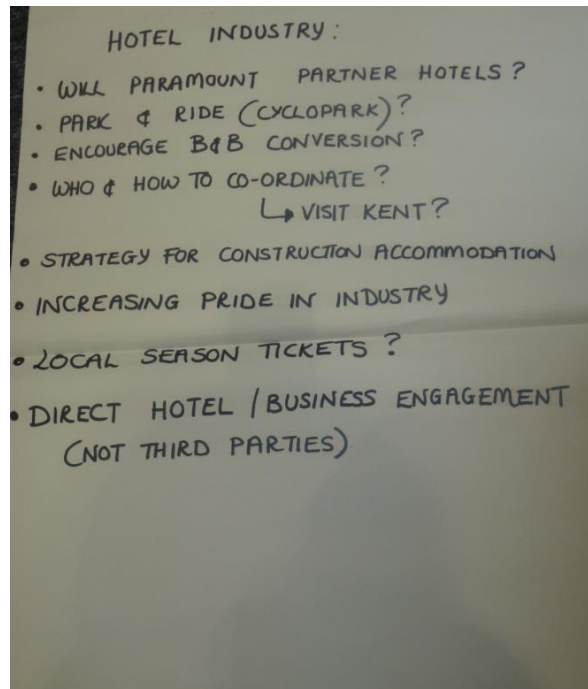 HOTEL INDUSTRY:
• WILL PARAMOUNT PARTNER HOTELS?
• PARK & RIDE (CYCLOPARK)?
• ENCOURAGE B&B CONVERSION?
• WHO & HOW TO CO-ORDINATE?
↳ VISIT KENT?
• STRATEGY FOR CONSTRUCTION ACCOMMODATION
• INCREASING PRIDE IN INDUSTRY
• LOCAL SEASON TICKETS?
• DIRECT HOTEL / BUSINESS ENGAGEMENT
(NOT THIRD PARTIES)